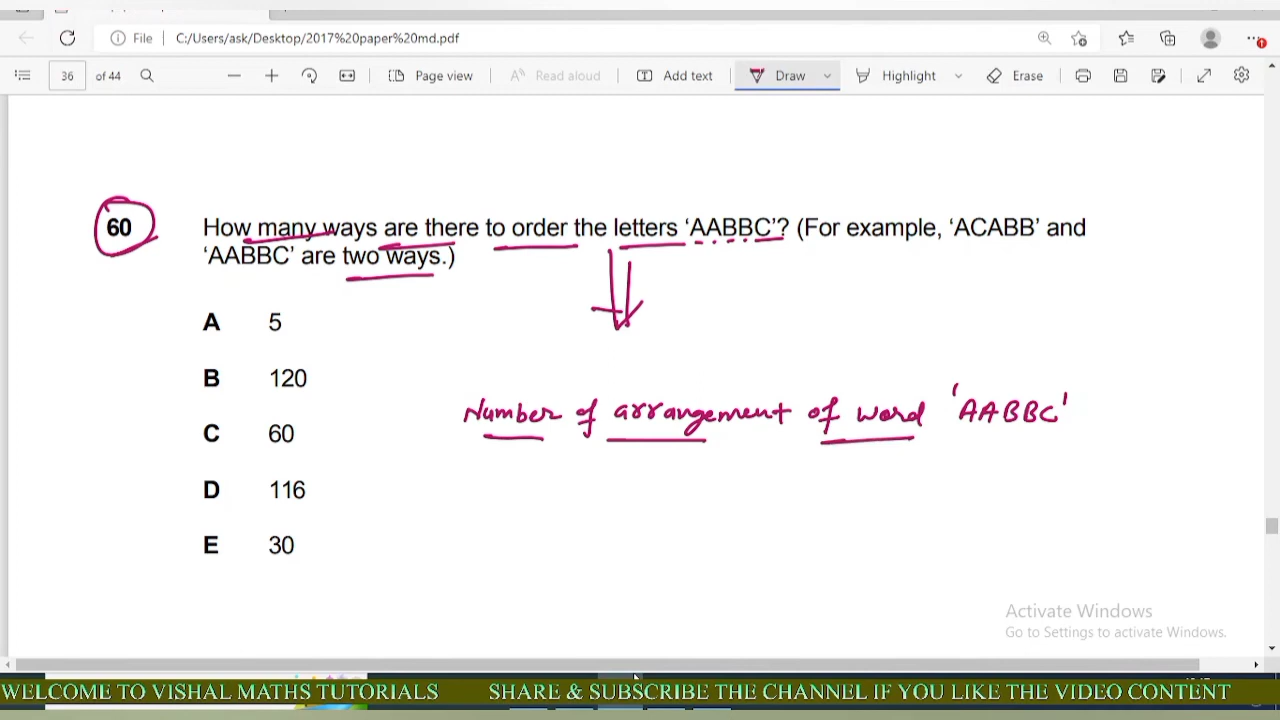 File C:/Users/ask/Desktop/2017%20paper%20md.pdf
36 of 44 Page view Read aloud Add text Draw Highlight Erase
60 How many ways are there to order the letters ‘AABBC’? (For example, ‘ACABB’ and
‘AABBC’ are two ways.)
A 5
B 120
Number of arrangement of word 'AABBC'
C 60
D 116
E 30
Activate Windows
Go to Settings to activate Windows.
WELCOME TO VISHAL MATHS TUTORIALS SHARE & SUBSCRIBE THE CHANNEL IF YOU LIKE THE VIDEO CONTENT